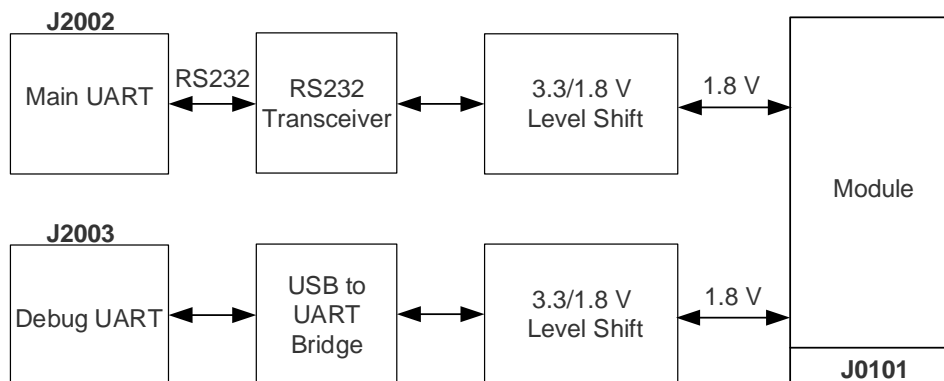 J2002
Main UART
RS232
RS232
Transceiver
3.3/1.8 V
Level Shift
1.8 V
Module
J2003
Debug UART
USB to
UART
Bridge
3.3/1.8 V
Level Shift
1.8 V
J0101